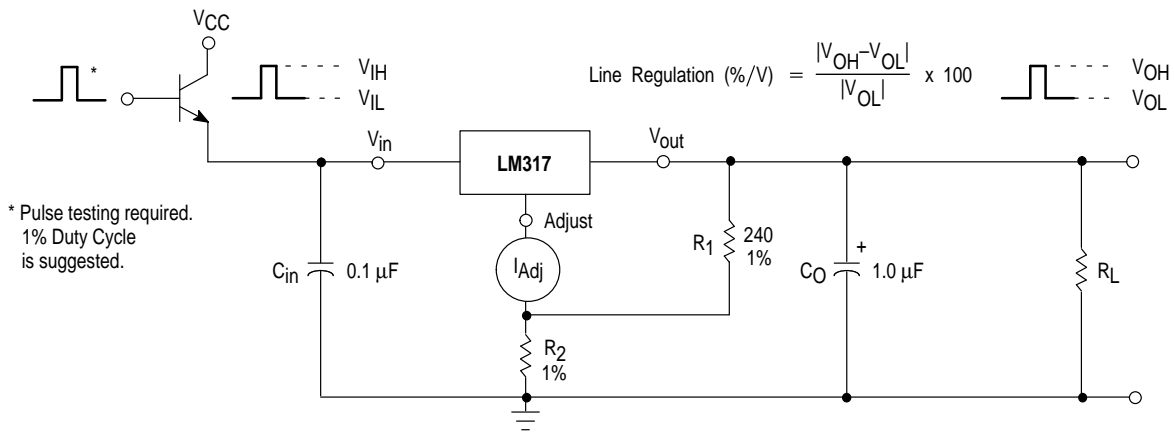 VCC
*
VIH
VIL
Line Regulation (%/V) = |VOH–VOL| / |VOL| x 100
VOH
VOL
Vin
LM317
Vout
* Pulse testing required.
1% Duty Cycle
is suggested.
Adjust
IAdj
Cin
0.1 µF
R1
240
1%
+
CO
1.0 µF
RL
R2
1%